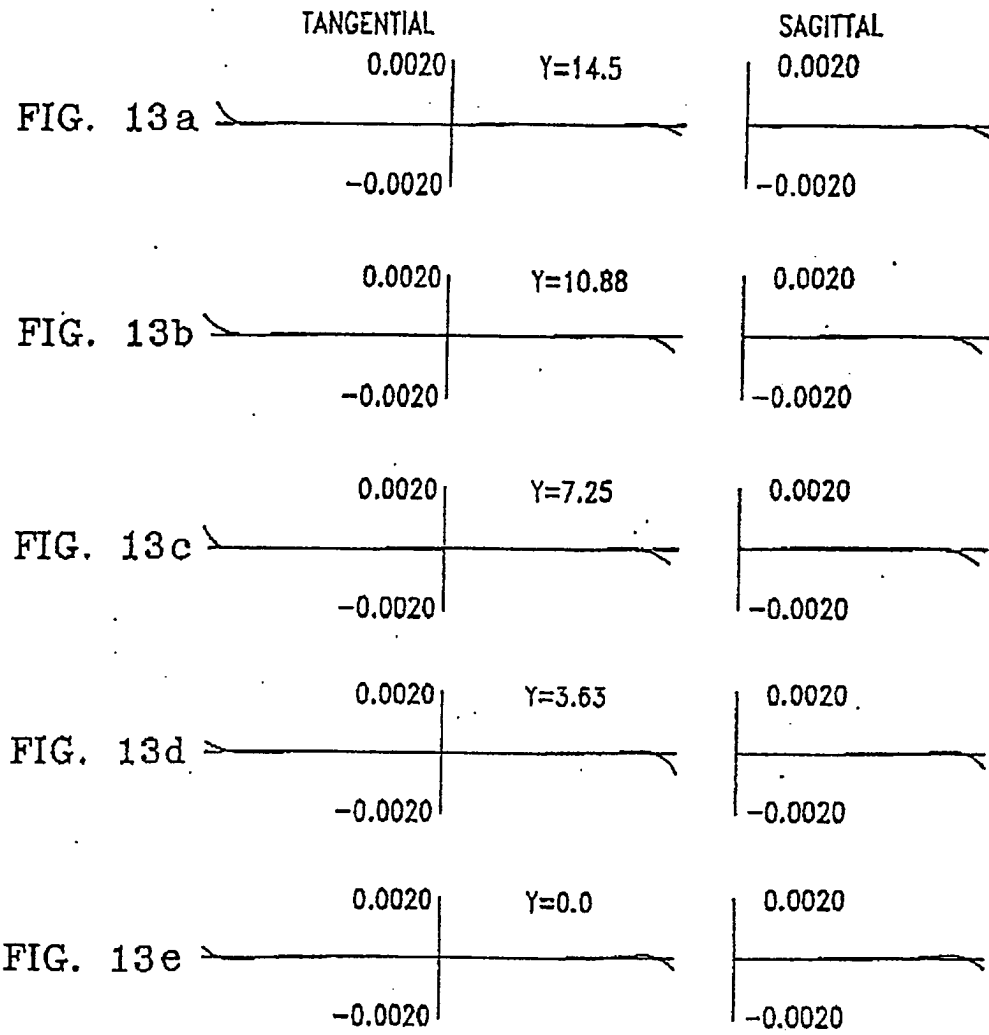 TANGENTIAL SAGITTAL
0.0020 Y=14.5 0.0020
FIG. 13a
-0.0020 -0.0020
0.0020 Y=10.88 0.0020
FIG. 13b
-0.0020 -0.0020
0.0020 Y=7.25 0.0020
FIG. 13c
-0.0020 -0.0020
0.0020 Y=3.63 0.0020
FIG. 13d
-0.0020 -0.0020
0.0020 Y=0.0 0.0020
FIG. 13e
-0.0020 -0.0020